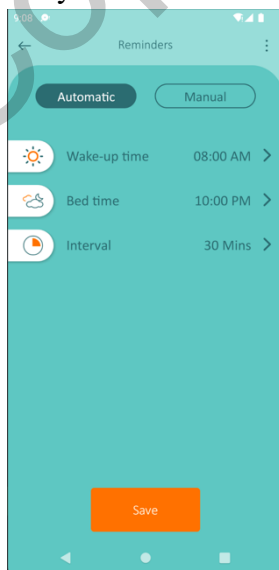 9:08
Reminders
Automatic Manual
Wake-up time 08:00 AM
Bed time 10:00 PM
Interval 30 Mins
Save